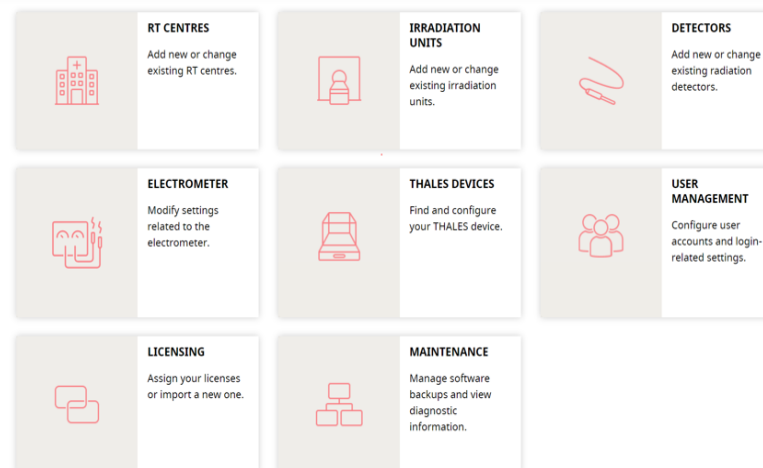 RT CENTRES
Add new or change
existing RT centres.
IRRADIATION
UNITS
Add new or change
existing irradiation
units.
DETECTORS
Add new or change
existing radiation
detectors.
ELECTROMETER
Modify settings
related to the
electrometer.
THALES DEVICES
Find and configure
your THALES device.
USER
MANAGEMENT
Configure user
accounts and login-
related settings.
LICENSING
Assign your licenses
or import a new one.
MAINTENANCE
Manage software
backups and view
diagnostic
information.